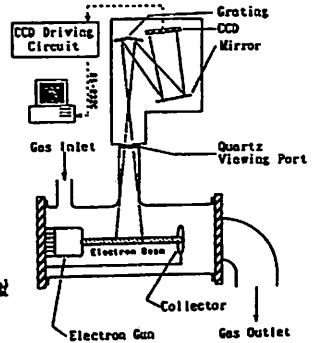 Grating
CCD
Mirror
CCD Driving
Circuit
Gas Inlet
Quartz
Viewing Port
Electron Beam
Collector
Electron Gun
Gas Outlet